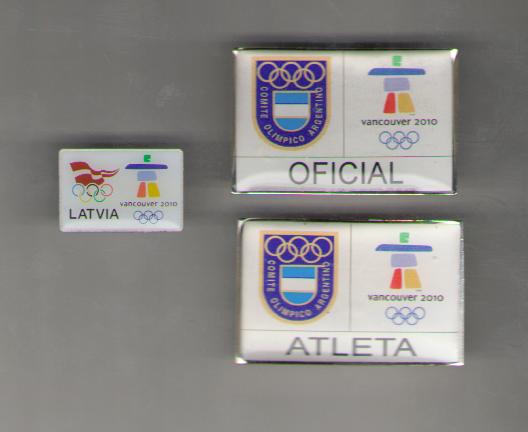 LATVIA
vancouver 2010
COMITE OLIMPICO ARGENTINO
vancouver 2010
OFICIAL
COMITE OLIMPICO ARGENTINO
vancouver 2010
ATLETA